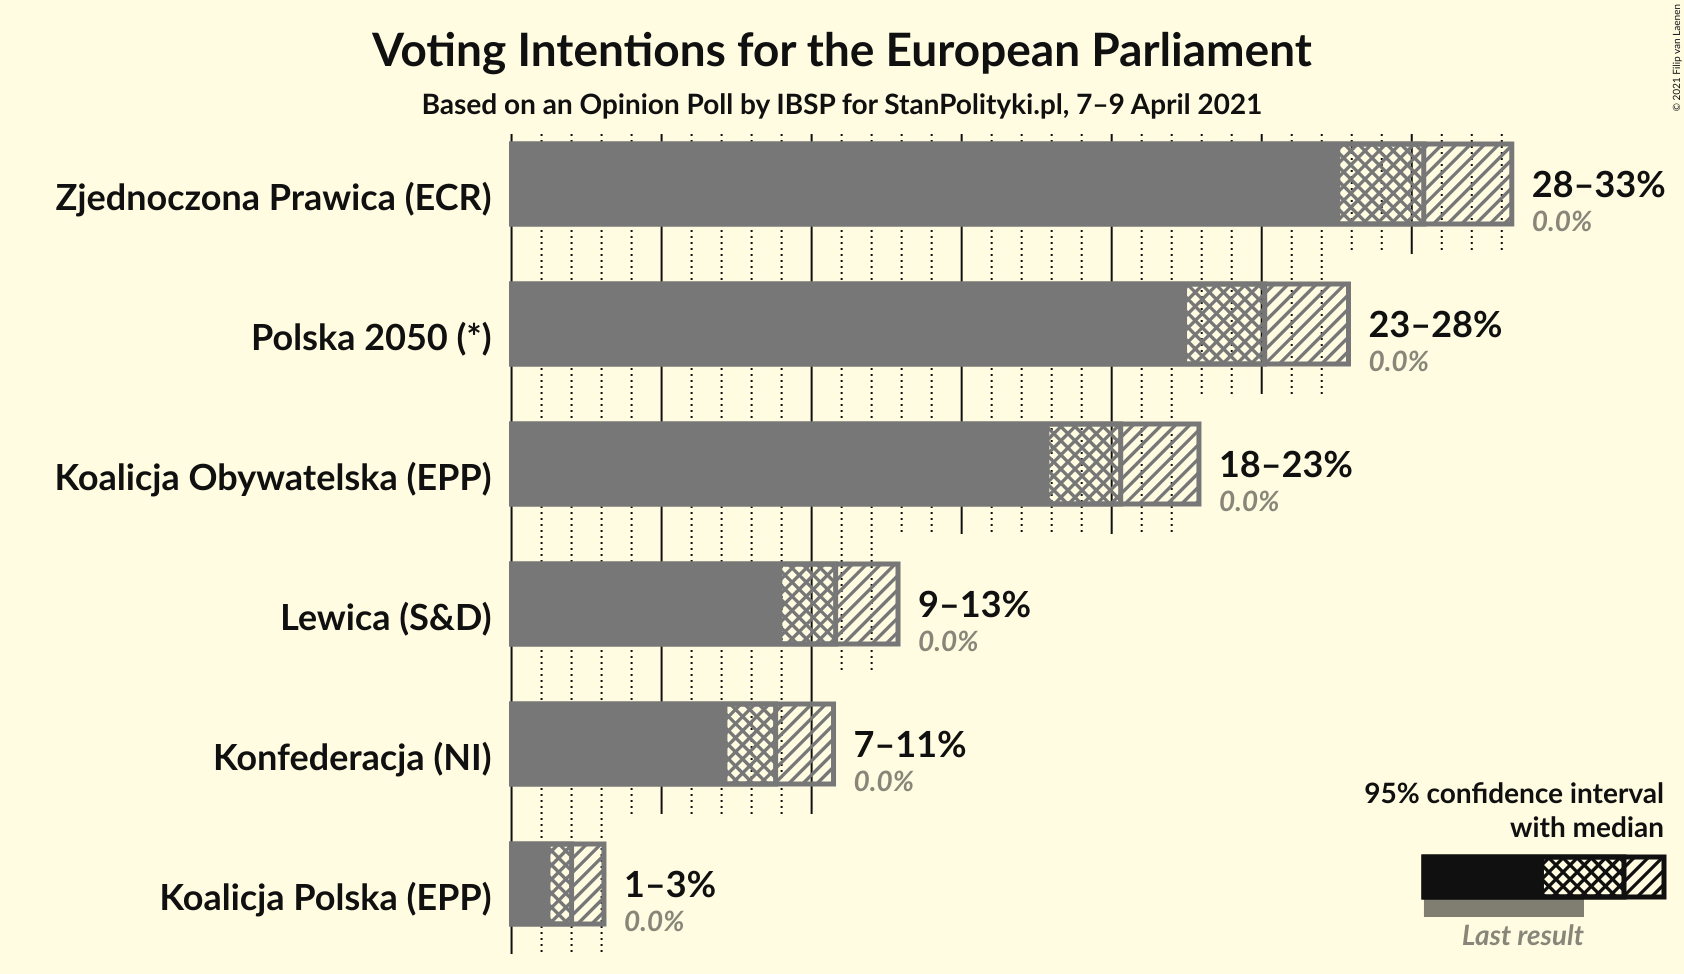 Voting Intentions for the European Parliament
Based on an Opinion Poll by IBSP for StanPolityki.pl, 7–9 April 2021
© 2021 Filip van Laenen
Zjednoczona Prawica (ECR)
28–33%
0.0%
Polska 2050 (*)
23–28%
0.0%
Koalicja Obywatelska (EPP)
18–23%
0.0%
Lewica (S&D)
9–13%
0.0%
Konfederacja (NI)
7–11%
0.0%
Koalicja Polska (EPP)
1–3%
0.0%
95% confidence interval
with median
Last result